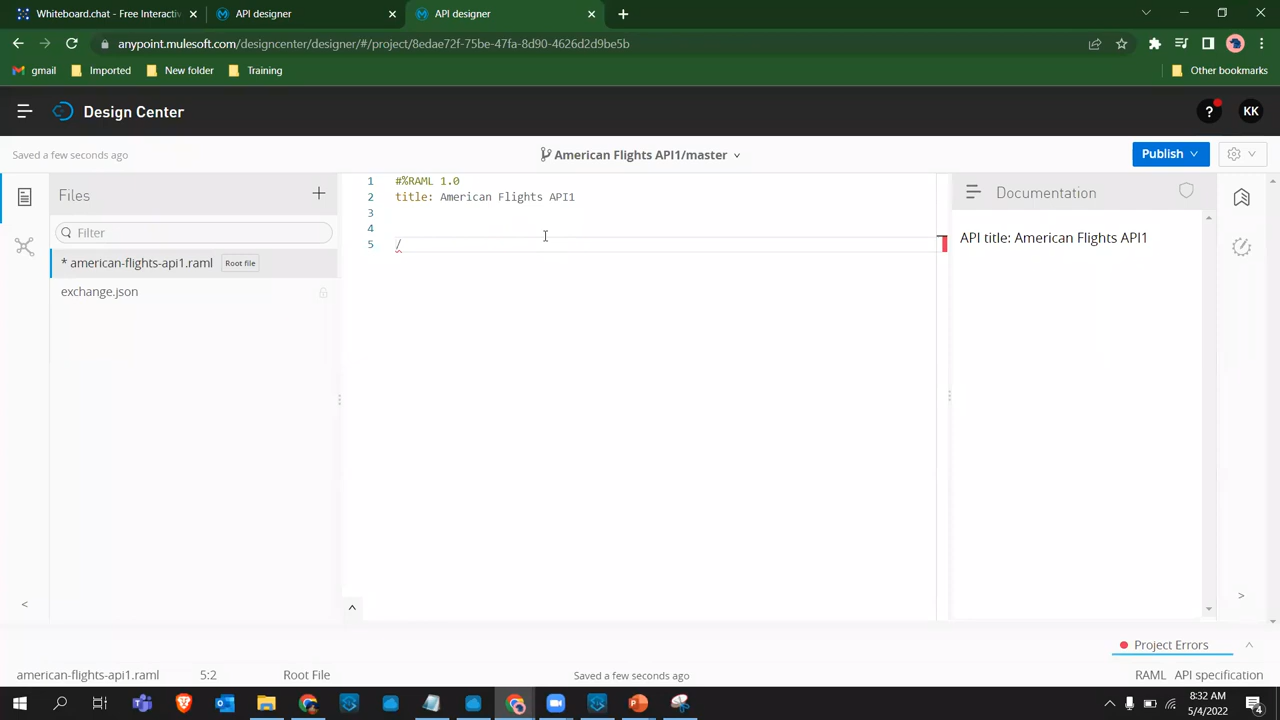 Whiteboard.chat - Free Interactiv
API designer
API designer
anypoint.mulesoft.com/designcenter/designer/#/project/8edae72f-75be-47fa-8d90-4626d2d9be5b
gmail
Imported
New folder
Training
Other bookmarks
Design Center
?
KK
Saved a few seconds ago
American Flights API1/master
Publish
Files
Filter
* american-flights-api1.raml
Root file
exchange.json
1 #%RAML 1.0
2 title: American Flights API1
3
4
5 /
Documentation
API title: American Flights API1
Project Errors
american-flights-api1.raml
5:2
Root File
Saved a few seconds ago
RAML
API specification
8:32 AM
5/4/2022
4